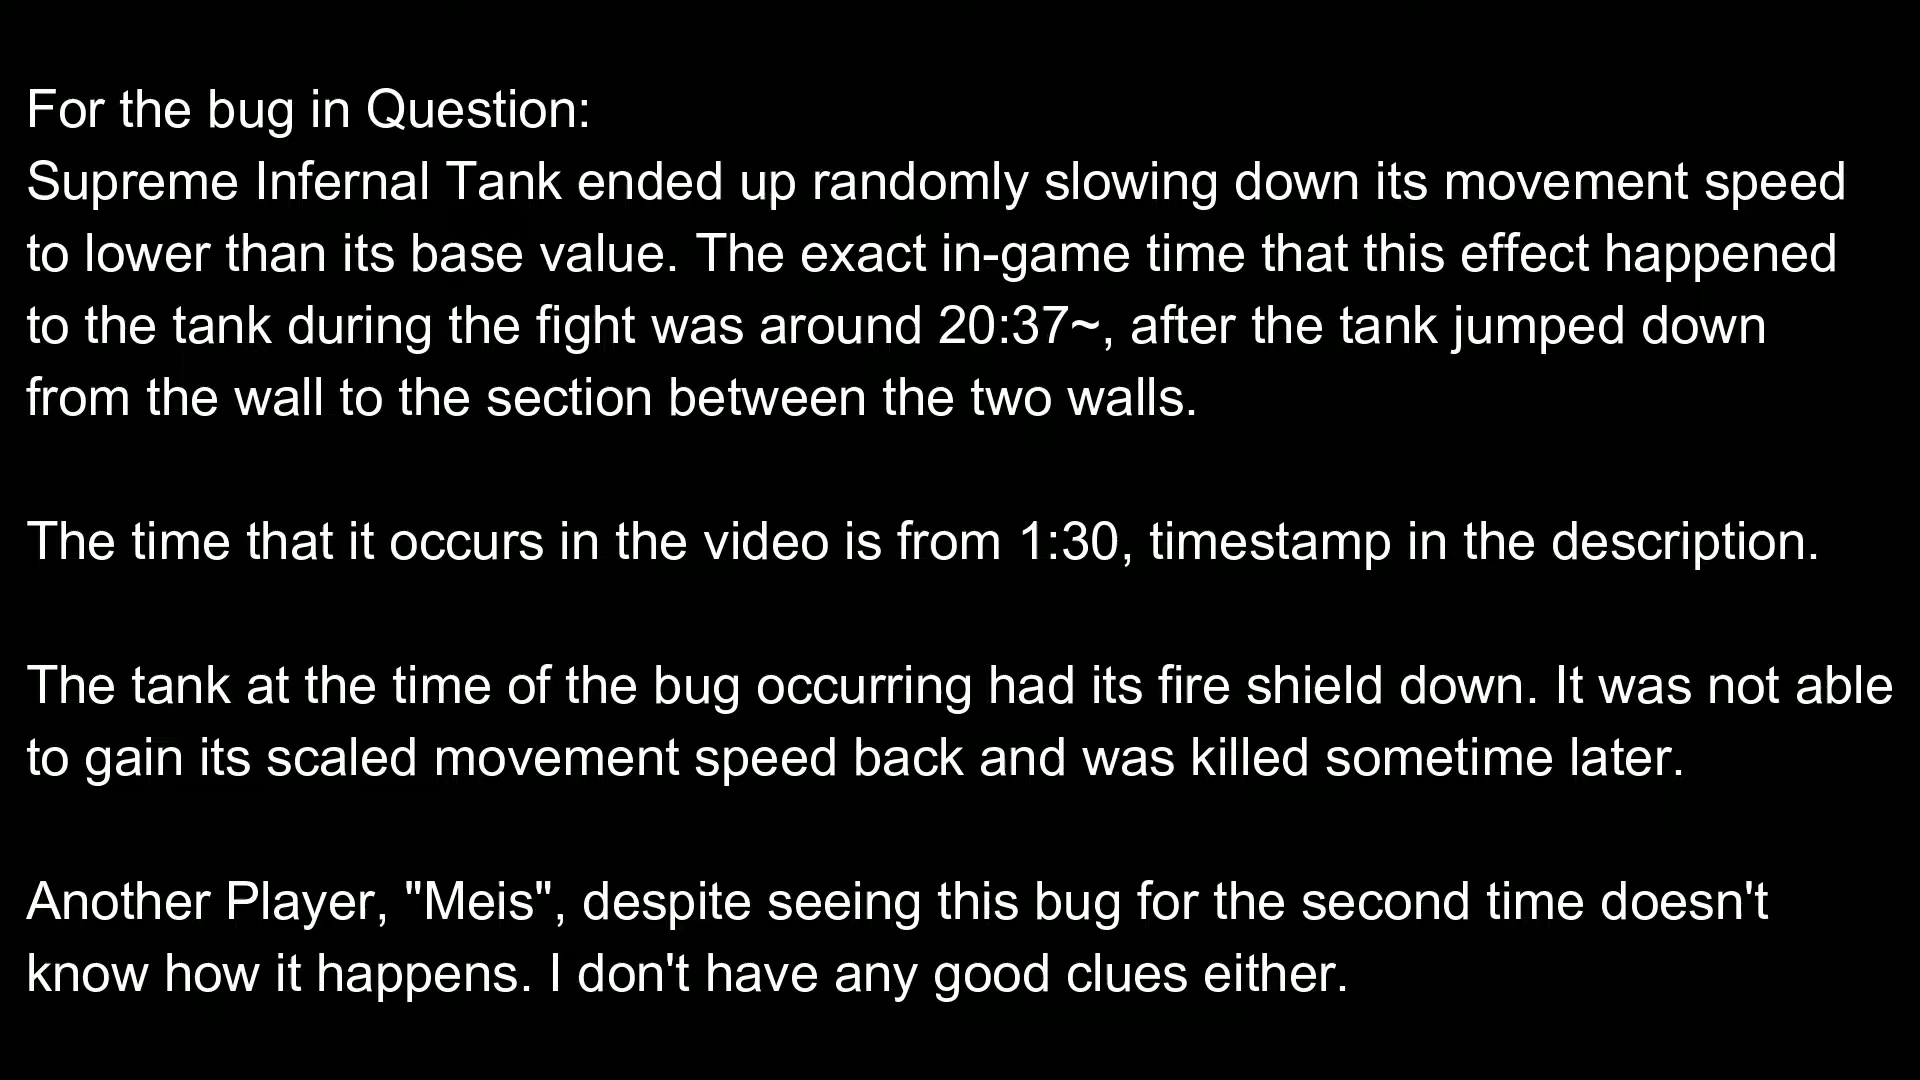 For the bug in Question:
Supreme Infernal Tank ended up randomly slowing down its movement speed
to lower than its base value. The exact in-game time that this effect happened
to the tank during the fight was around 20:37~, after the tank jumped down
from the wall to the section between the two walls.
The time that it occurs in the video is from 1:30, timestamp in the description.
The tank at the time of the bug occurring had its fire shield down. It was not able
to gain its scaled movement speed back and was killed sometime later.
Another Player, "Meis", despite seeing this bug for the second time doesn't
know how it happens. I don't have any good clues either.